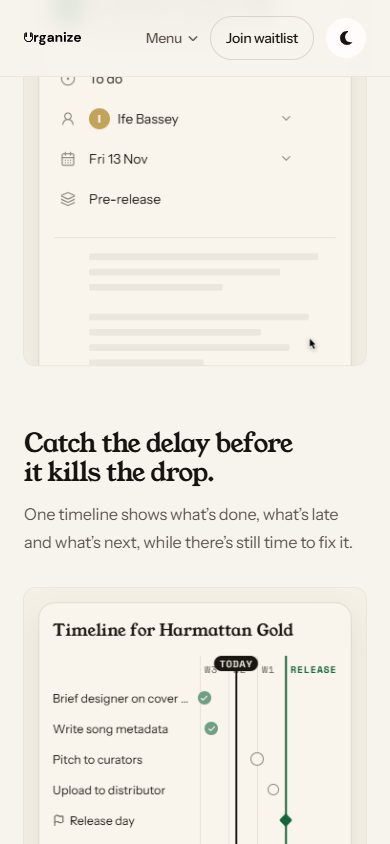 Urganize
Menu
Join waitlist
To do
I
Ife Bassey
Fri 13 Nov
Pre-release
Catch the delay before
it kills the drop.
One timeline shows what's done, what's late
and what's next, while there's still time to fix it.
Timeline for Harmattan Gold
TODAY
W1
RELEASE
Brief designer on cover ...
Write song metadata
Pitch to curators
Upload to distributor
Release day